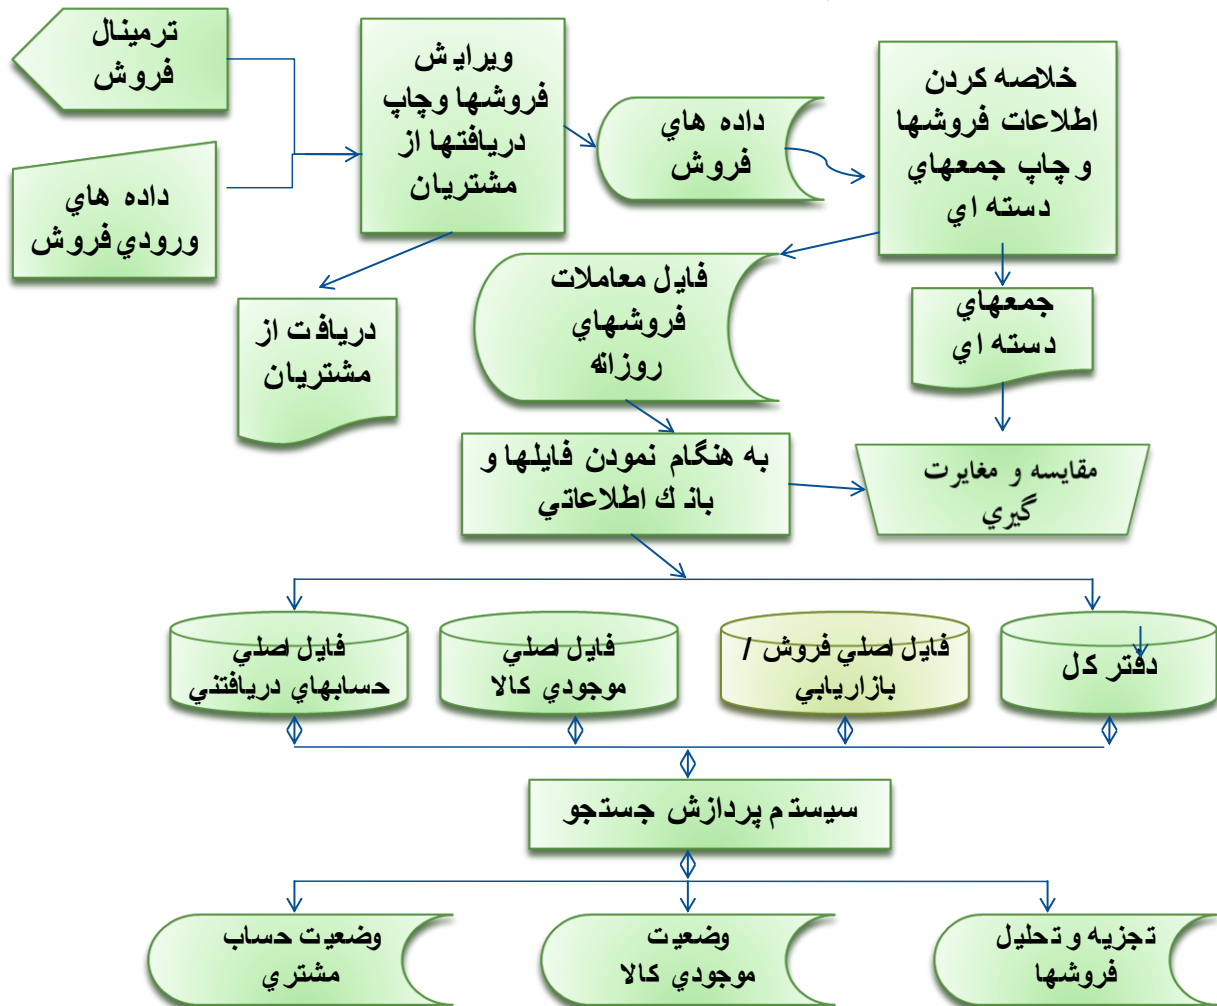 ترمينال
فروش
ويرايش
فروشها وچاپ
دريافتها از
مشتريان
داده هاي
فروش
خلاصه كردن
اطلاعات فروشها
و چاپ جمعهاي
دسته اي
داده هاي
ورودي فروش
دريافت از
مشتريان
فايل معاملات
فروشهاي
روزانه
جمعهاي
دسته اي
به هنگام نمودن فايلها و
بانك اطلاعاتي
مقايسه و مغايرت
گيري
فايل اصلي
حسابهاي دريافتني
فايل اصلي
موجودي كالا
فايل اصلي فروش /
بازاريابي
دفتر كل
سيستم پردازش جستجو
وضعيت حساب
مشتري
وضعيت
موجودي كالا
تجزيه و تحليل
فروشها